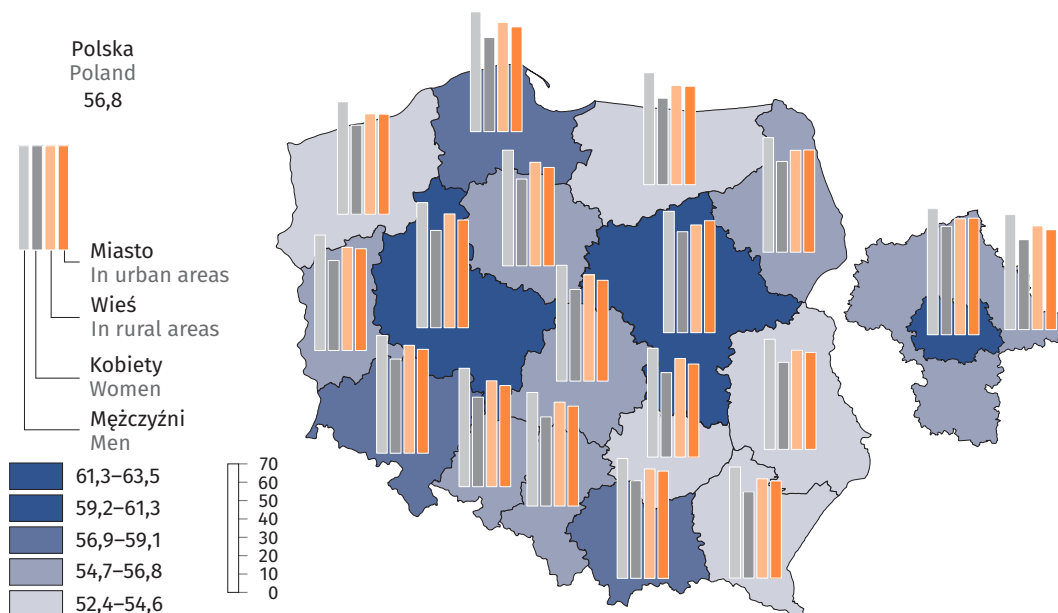 Polska
Poland
56,8
Miasto
In urban areas
Wieś
In rural areas
Kobiety
Women
Mężczyźni
Men
61,3–63,5
59,2–61,3
56,9–59,1
54,7–56,8
52,4–54,6
70
60
50
40
30
20
10
0